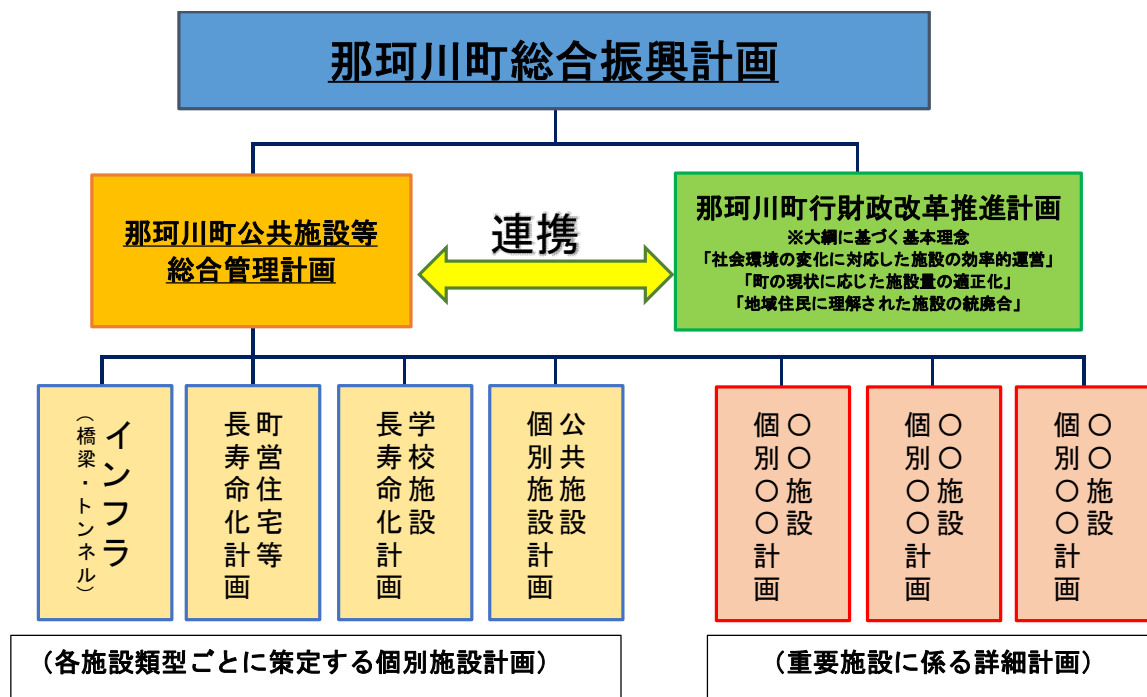 那珂川町総合振興計画
那珂川町公共施設等
総合管理計画
連携
那珂川町行財政改革推進計画
※大綱に基づく基本理念
「社会環境の変化に対応した施設の効率的運営」
「町の現状に応じた施設量の適正化」
「地域住民に理解された施設の統廃合」
インフラ
（橋梁・トンネル）
町営住宅等
長寿命化計画
学校施設
長寿命化計画
公共施設
個別施設計画
〇〇施設
個別〇〇計画
〇〇施設
個別〇〇計画
〇〇施設
個別〇〇計画
（各施設類型ごとに策定する個別施設計画）
（重要施設に係る詳細計画）